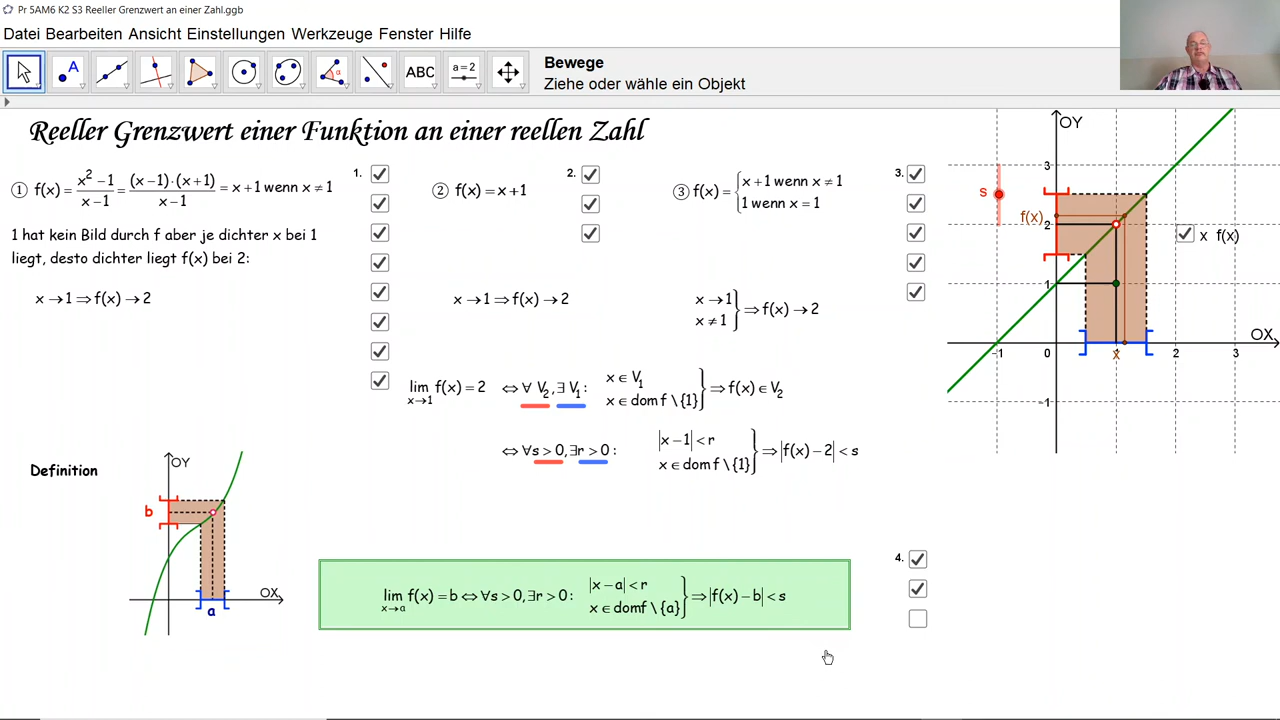 Pr 5AM6 K2 S3 Reeller Grenzwert an einer Zahl.ggb
Datei Bearbeiten Ansicht Einstellungen Werkzeuge Fenster Hilfe
A
α
ABC
a=2
Bewege
Ziehe oder wähle ein Objekt
Reeller Grenzwert einer Funktion an einer reellen Zahl
① f(x) = (x² −1)/(x−1) = ((x−1)·(x+1))/(x−1) = x+1 wenn x ≠ 1
1.
② f(x) = x+1
2.
③ f(x) = { x+1 wenn x ≠ 1
1 wenn x = 1
3.
1 hat kein Bild durch f aber je dichter x bei 1
liegt, desto dichter liegt f(x) bei 2:
x →1 ⇒ f(x) → 2
x →1 ⇒ f(x) → 2
x →1
x ≠ 1 } ⇒ f(x) → 2
lim x→1 f(x) = 2 ⇔ ∀ V₂, ∃ V₁ : x ∈ V₁
x ∈ dom f \ {1} } ⇒ f(x) ∈ V₂
⇔ ∀s > 0, ∃r > 0 : |x −1| < r
x ∈ dom f \ {1} } ⇒ |f(x) − 2| < s
Definition
OY
b
OX
a
lim x→a f(x) = b ⇔ ∀s > 0, ∃r > 0 : |x − a| < r
x ∈ domf \ {a} } ⇒ |f(x) − b| < s
4.
OY
3
s
f(x)
2
x f(x)
1
OX
-1
0
x
2
3
-1